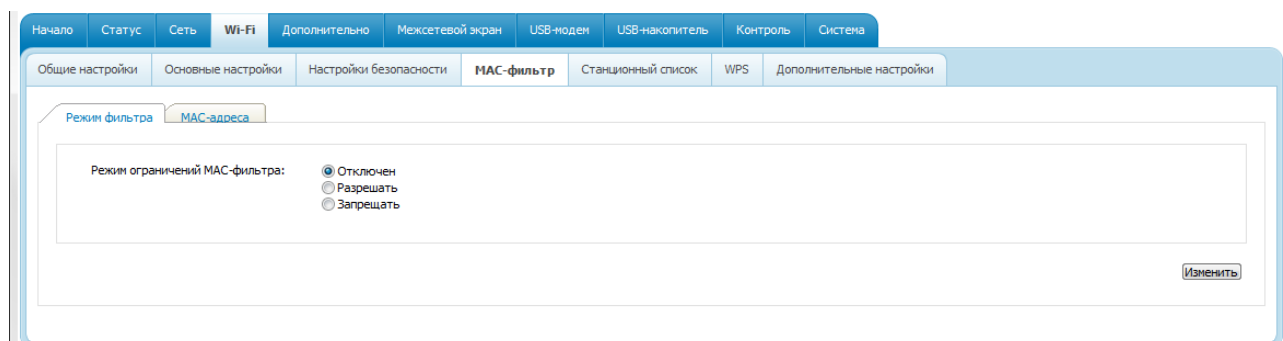 Начало Статус Сеть Wi-Fi Дополнительно Межсетевой экран USB-модем USB-накопитель Контроль Система
Общие настройки Основные настройки Настройки безопасности MAC-фильтр Станционный список WPS Дополнительные настройки
Режим фильтра MAC-адреса
Режим ограничений MAC-фильтра: Отключен
Разрешать
Запрещать
Изменить